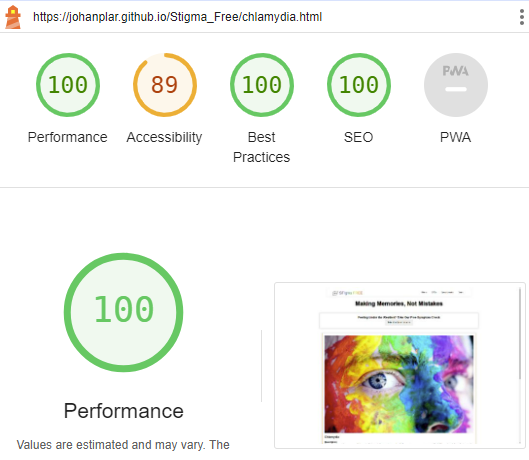 https://johanplar.github.io/Stigma_Free/chlamydia.html
100 89 100 100 PWA
Performance Accessibility Best Practices SEO PWA
100
Making Memories, Not Mistakes
Performance
Values are estimated and may vary. The